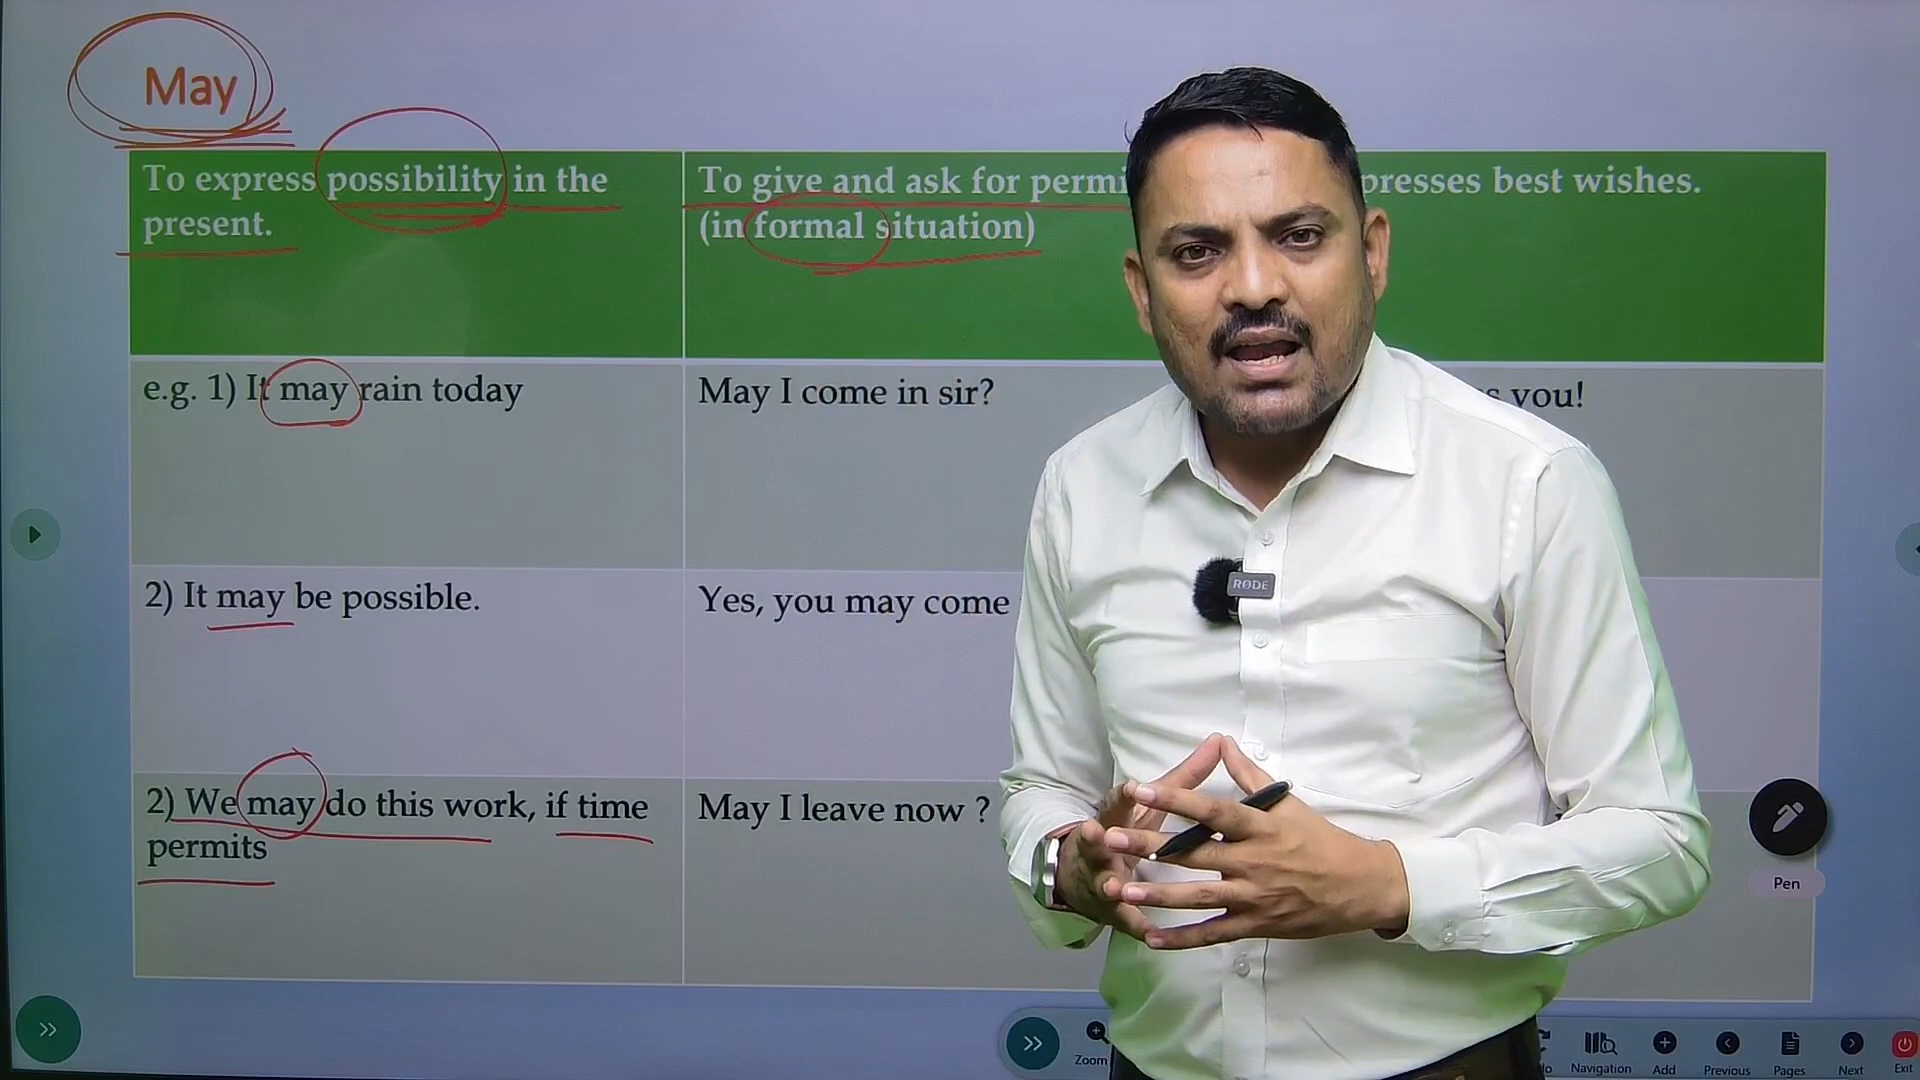 May
To express possibility in the
present.
To give and ask for
(in formal situation)
best wishes.
e.g. 1) It may rain today
May I come in sir?
you!
2) It may be possible.
Yes, you may come
2) We may do this work, if time
permits
May I leave now ?
RØDE
Pen
Zoom
Navigation
Add
Previous
Pages
Next
Exit